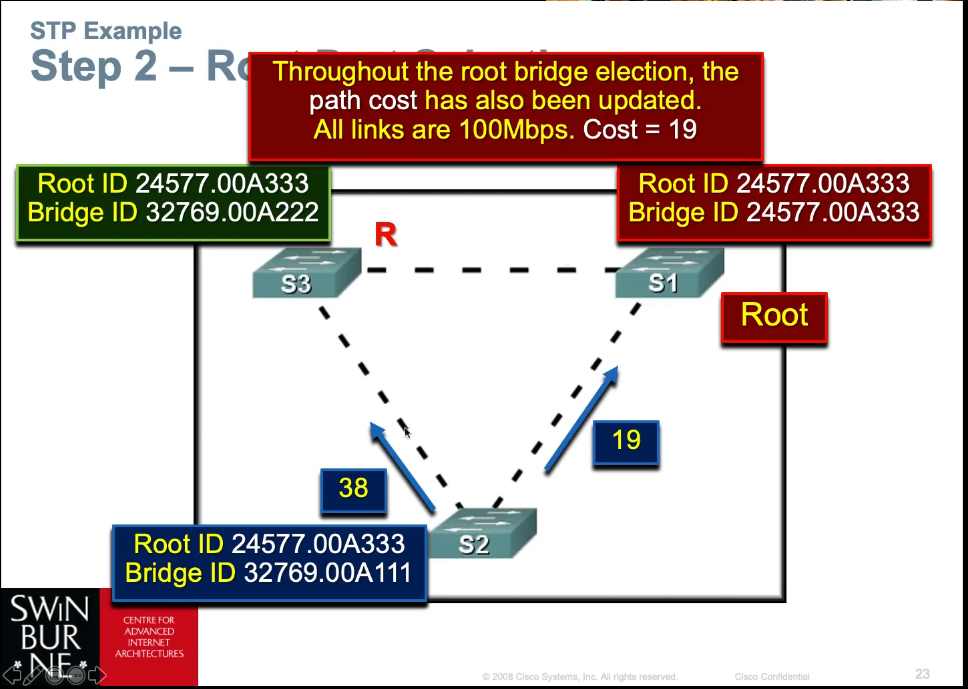 STP Example
Step 2 –
Throughout the root bridge election, the
path cost has also been updated.
All links are 100Mbps. Cost = 19
Root ID 24577.00A333
Bridge ID 32769.00A222
Root ID 24577.00A333
Bridge ID 24577.00A333
R
S3
S1
Root
19
38
S2
Root ID 24577.00A333
Bridge ID 32769.00A111
SWIN
BUR
*NE*
CENTRE FOR
ADVANCED
INTERNET
ARCHITECTURES
© 2008 Cisco Systems, Inc. All rights reserved.
Cisco Confidential
23